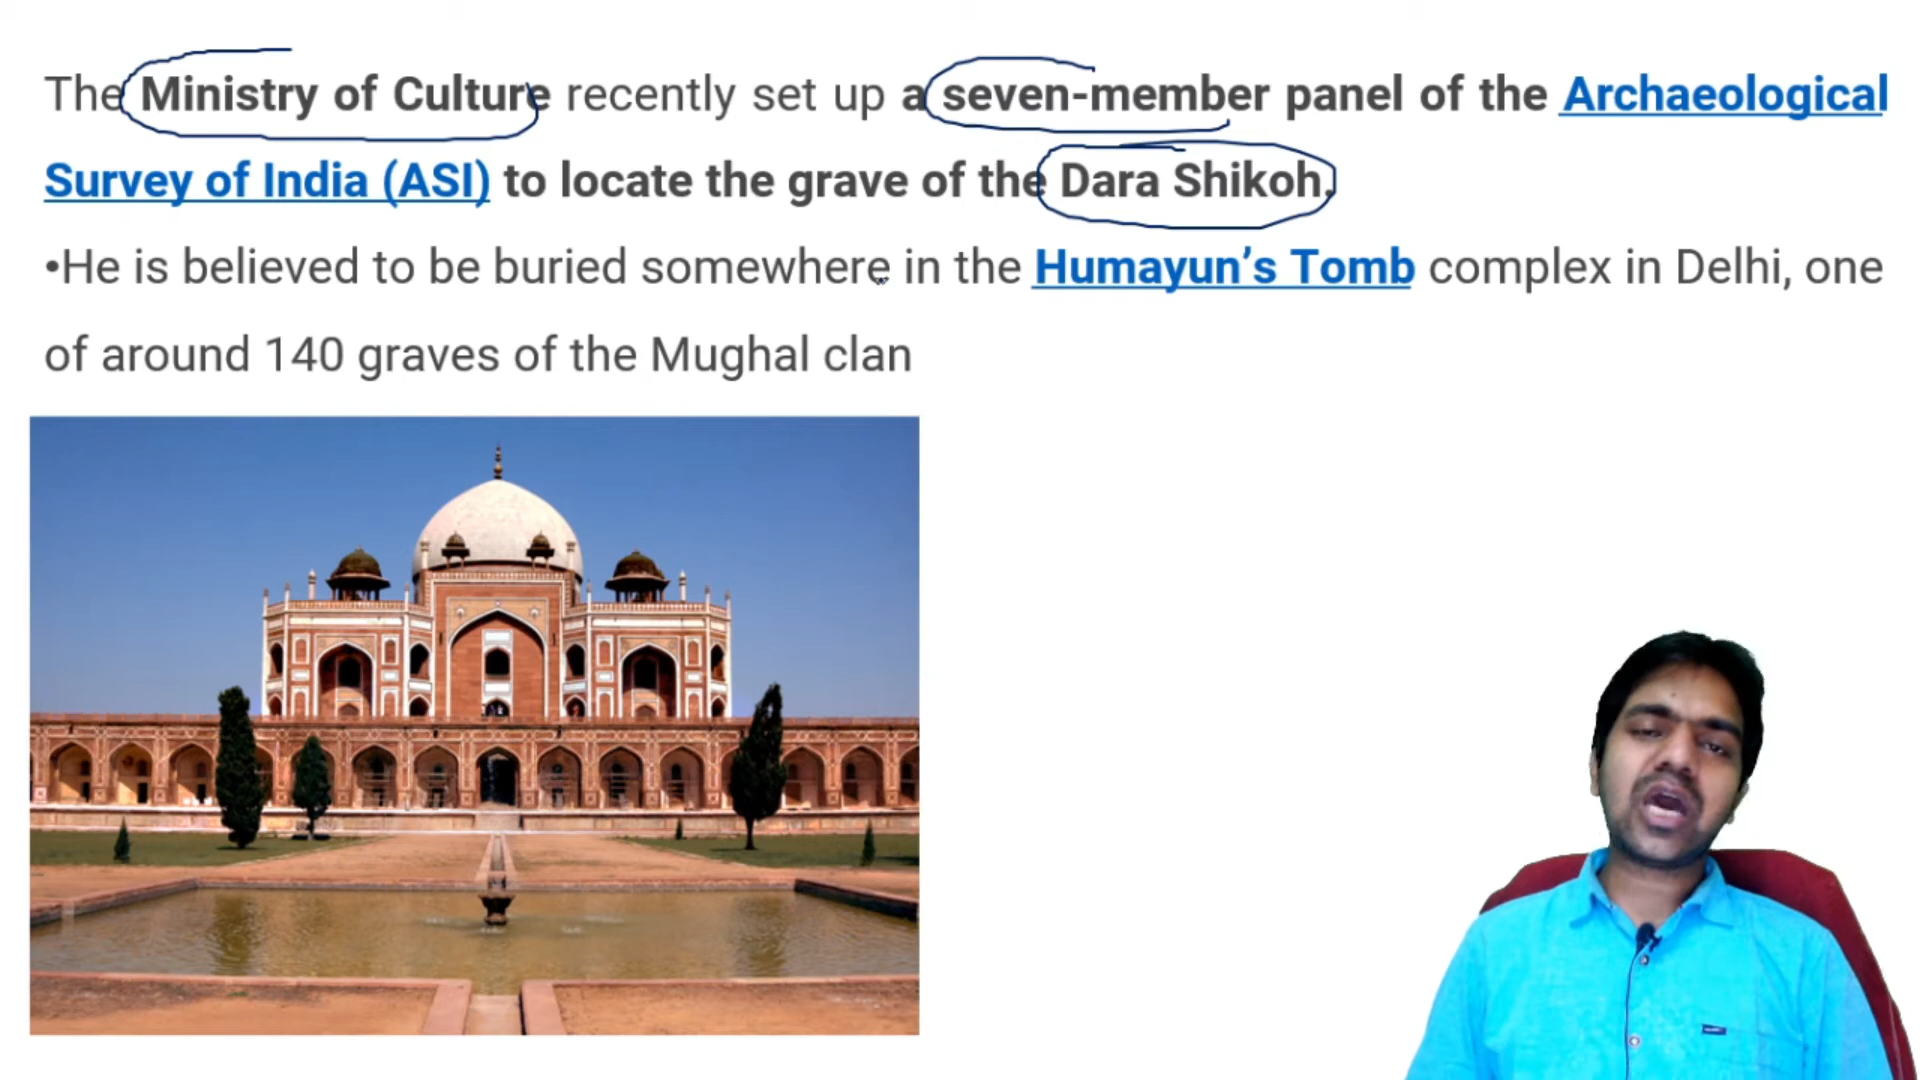 The Ministry of Culture recently set up a seven-member panel of the Archaeological
Survey of India (ASI) to locate the grave of the Dara Shikoh.
•He is believed to be buried somewhere in the Humayun’s Tomb complex in Delhi, one
of around 140 graves of the Mughal clan